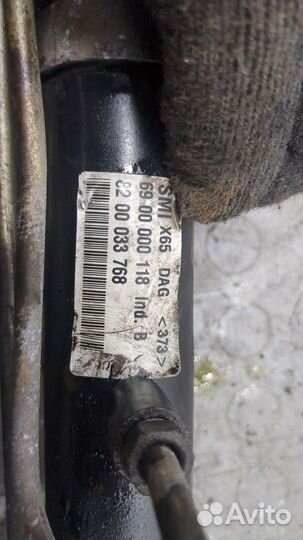 SMI X65 DAG <373>
69 00 000 118 Ind. B
82 00 033 768
Avito